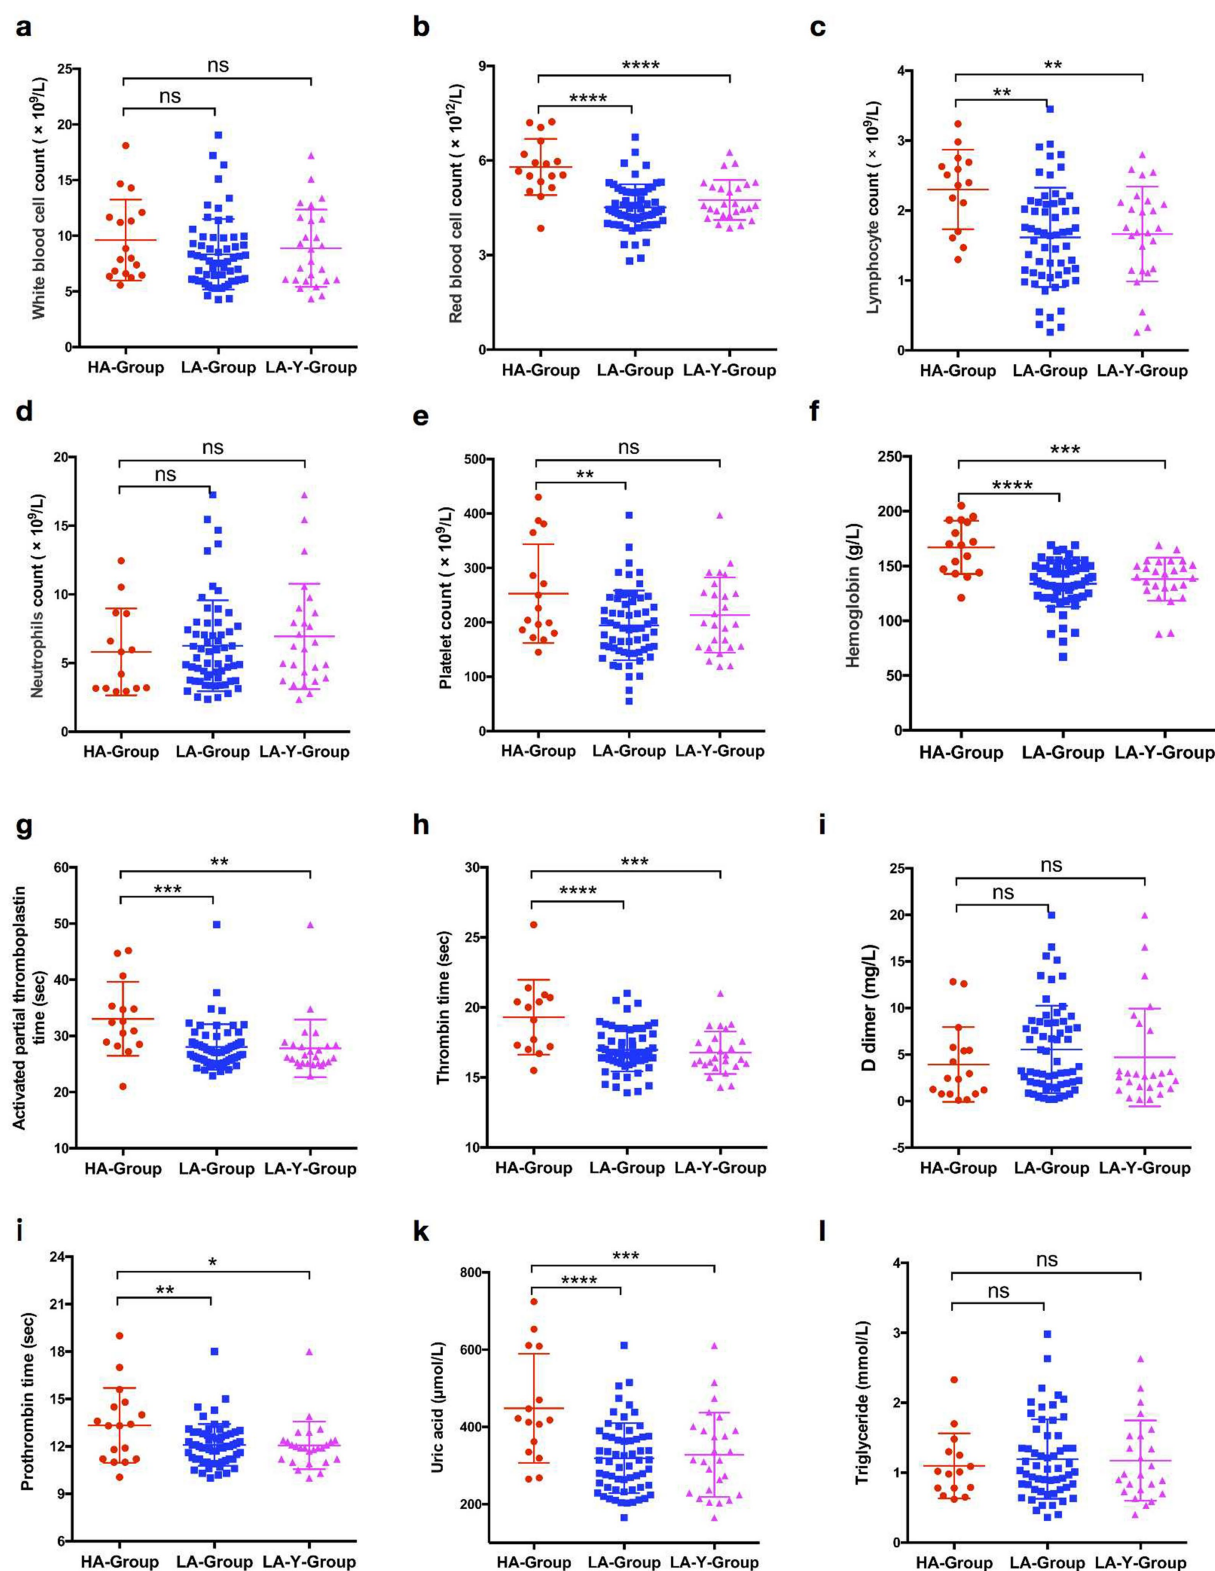 a
White blood cell count ( × 10⁹/L)
25
20
15
10
5
0
ns
ns
HA-Group LA-Group LA-Y-Group
b
Red blood cell count ( × 10¹²/L)
9
6
3
0
****
****
HA-Group LA-Group LA-Y-Group
c
Lymphocyte count ( × 10⁹/L)
4
3
2
1
0
**
**
HA-Group LA-Group LA-Y-Group
d
Neutrophils count ( × 10⁹/L)
20
15
10
5
0
ns
ns
HA-Group LA-Group LA-Y-Group
e
Platelet count ( × 10⁹/L)
500
400
300
200
100
0
ns
**
HA-Group LA-Group LA-Y-Group
f
Hemoglobin (g/L)
250
200
150
100
50
0
***
****
HA-Group LA-Group LA-Y-Group
g
Activated partial thromboplastin
time (sec)
60
50
40
30
20
10
**
***
HA-Group LA-Group LA-Y-Group
h
Thrombin time (sec)
30
25
20
15
10
***
****
HA-Group LA-Group LA-Y-Group
i
D dimer (mg/L)
25
20
15
10
5
0
-5
ns
ns
HA-Group LA-Group LA-Y-Group
j
Prothrombin time (sec)
24
21
18
15
12
9
6
*
**
HA-Group LA-Group LA-Y-Group
k
Uric acid (μmol/L)
800
600
400
200
***
****
HA-Group LA-Group LA-Y-Group
l
Triglyceride (mmol/L)
4
3
2
1
0
ns
ns
HA-Group LA-Group LA-Y-Group